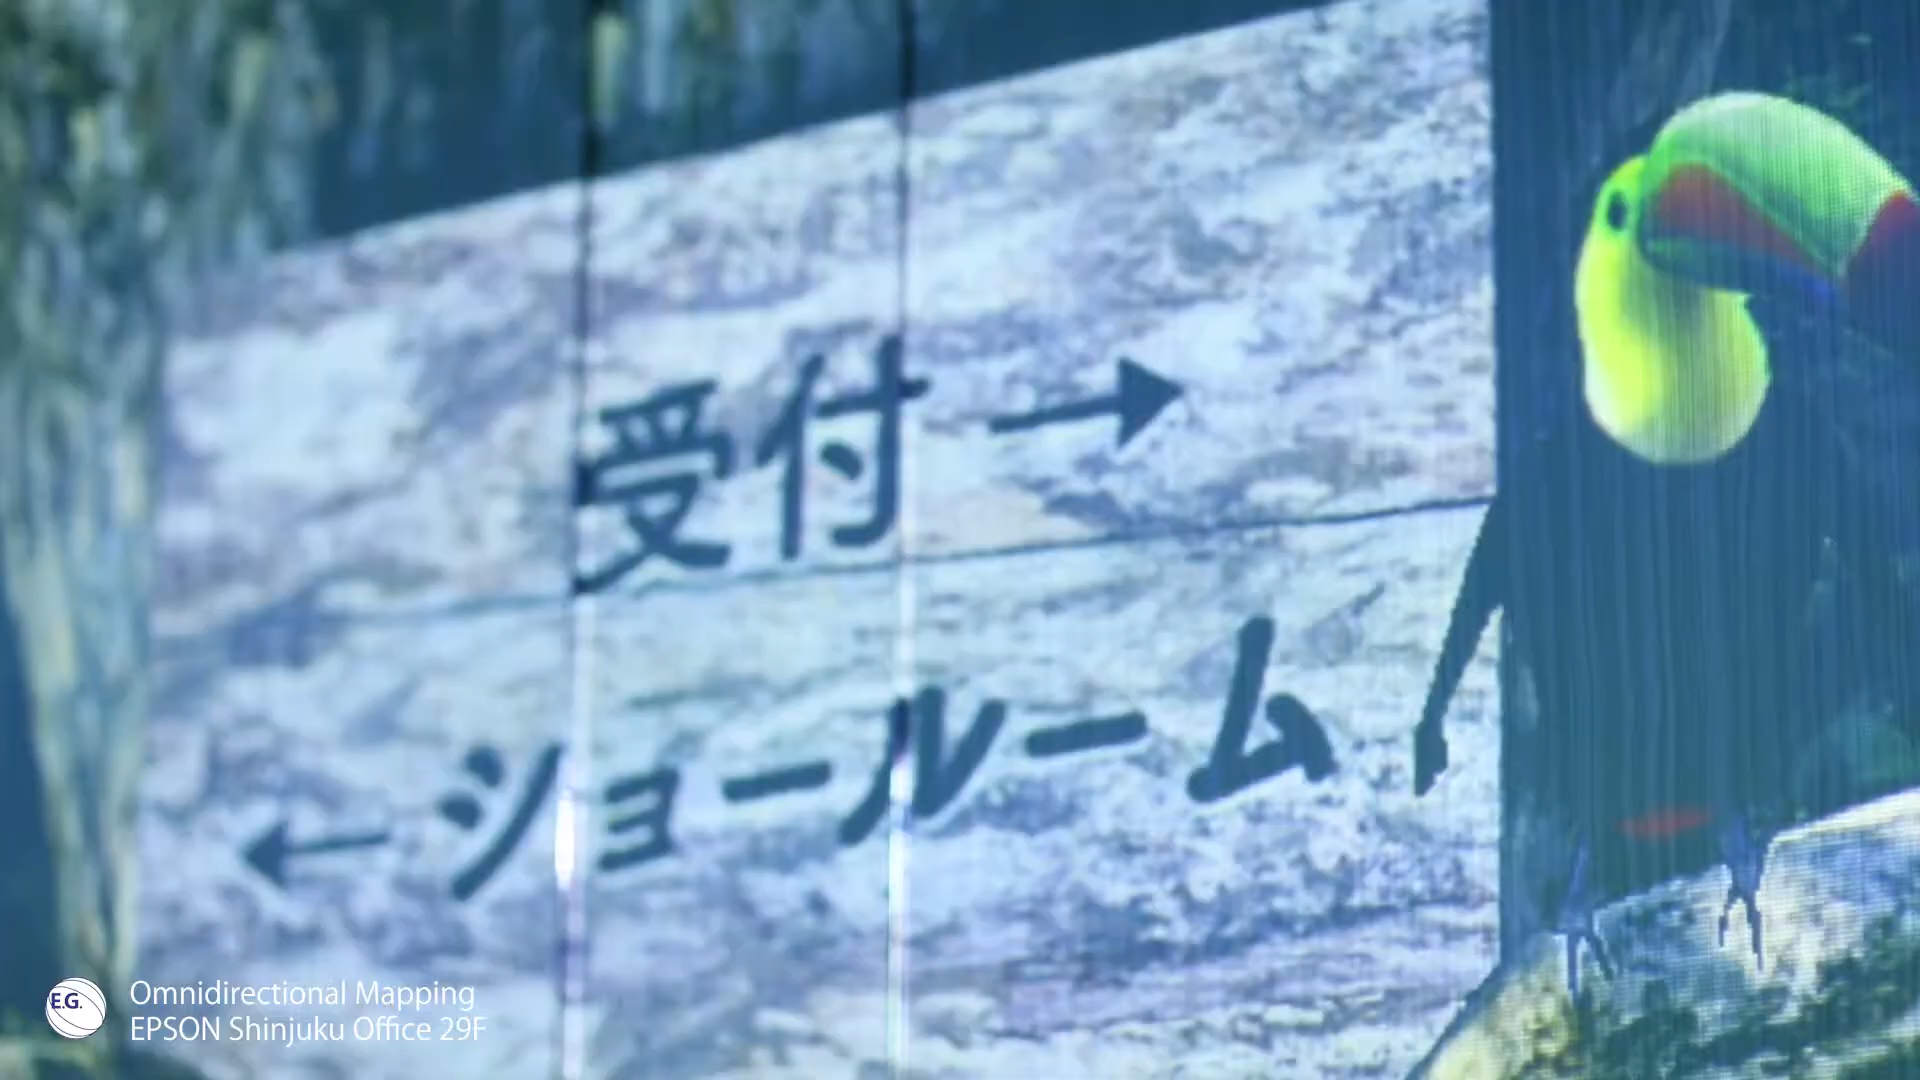 受付→
←ショールーム
E.G.
Omnidirectional Mapping
EPSON Shinjuku Office 29F